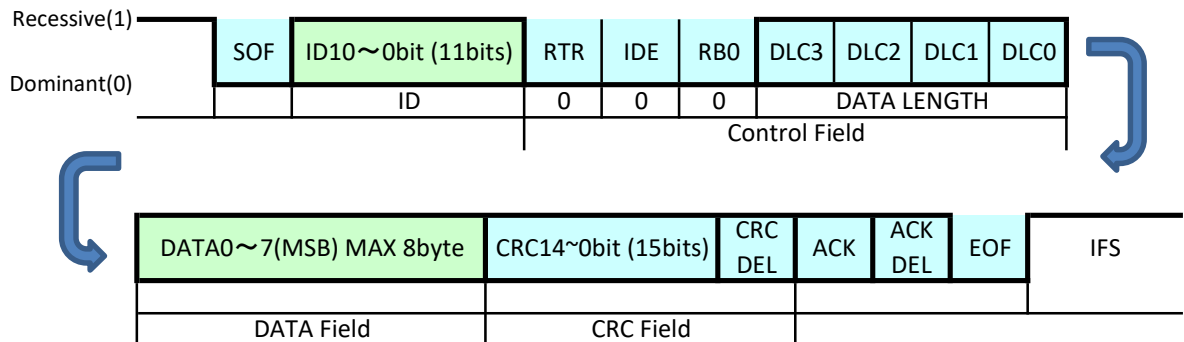 Recessive(1)
SOF ID10～0bit (11bits) RTR IDE RB0 DLC3 DLC2 DLC1 DLC0
Dominant(0)
ID 0 0 0 DATA LENGTH
Control Field
DATA0～7(MSB) MAX 8byte CRC14~0bit (15bits) CRC DEL ACK ACK DEL EOF IFS
DATA Field CRC Field